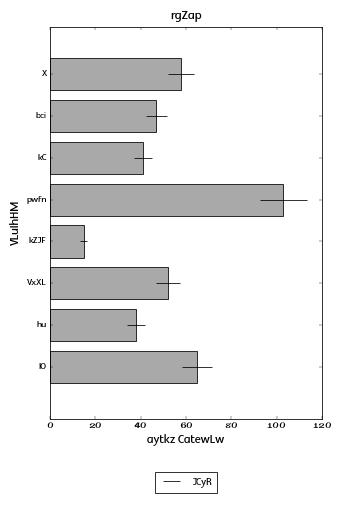 rgZap
X
bci
kC
pwfn
kZJF
VxXL
hu
IO
VLulhHM
0 20 40 60 80 100 120
aytkz CatewLw
JCyR